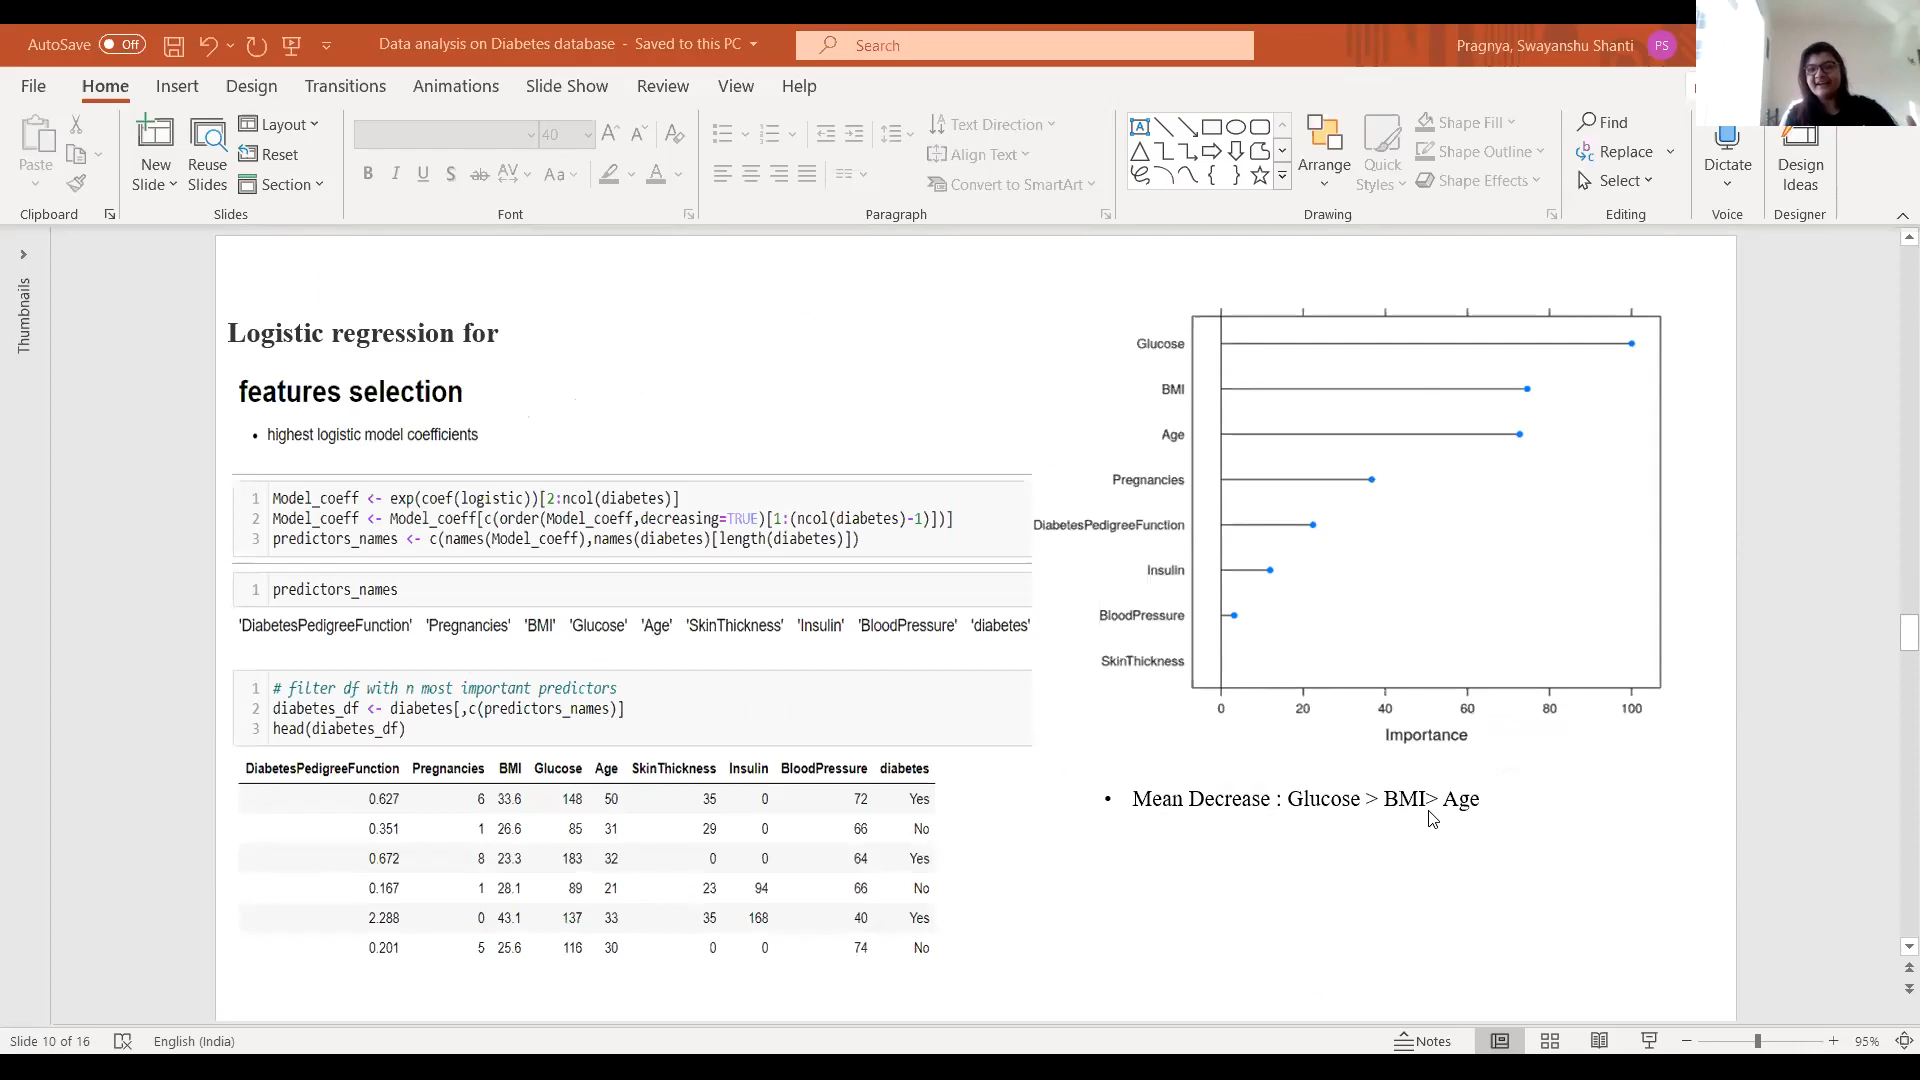 AutoSave Off Data analysis on Diabetes database - Saved to this PC Search Pragnya, Swayanshu Shanti PS
File Home Insert Design Transitions Animations Slide Show Review View Help
Paste New Slide Reuse Slides Layout Reset Section
40 B I U S ab AV Aa A
Text Direction Align Text Convert to SmartArt
Arrange Quick Styles Shape Fill Shape Outline Shape Effects
Find Replace Select Dictate Design Ideas
Clipboard Slides Font Paragraph Drawing Editing Voice Designer
Thumbnails
Logistic regression for
features selection
• highest logistic model coefficients
1 Model_coeff <- exp(coef(logistic))[2:ncol(diabetes)]
2 Model_coeff <- Model_coeff[c(order(Model_coeff,decreasing=TRUE)[1:(ncol(diabetes)-1)])]
3 predictors_names <- c(names(Model_coeff),names(diabetes)[length(diabetes)])
1 predictors_names
'DiabetesPedigreeFunction' 'Pregnancies' 'BMI' 'Glucose' 'Age' 'SkinThickness' 'Insulin' 'BloodPressure' 'diabetes'
1 # filter df with n most important predictors
2 diabetes_df <- diabetes[,c(predictors_names)]
3 head(diabetes_df)
DiabetesPedigreeFunction Pregnancies BMI Glucose Age SkinThickness Insulin BloodPressure diabetes
0.627 6 33.6 148 50 35 0 72 Yes
0.351 1 26.6 85 31 29 0 66 No
0.672 8 23.3 183 32 0 0 64 Yes
0.167 1 28.1 89 21 23 94 66 No
2.288 0 43.1 137 33 35 168 40 Yes
0.201 5 25.6 116 30 0 0 74 No
Glucose
BMI
Age
Pregnancies
DiabetesPedigreeFunction
Insulin
BloodPressure
SkinThickness
0 20 40 60 80 100
Importance
• Mean Decrease : Glucose > BMI> Age
Slide 10 of 16 English (India) Notes 95%